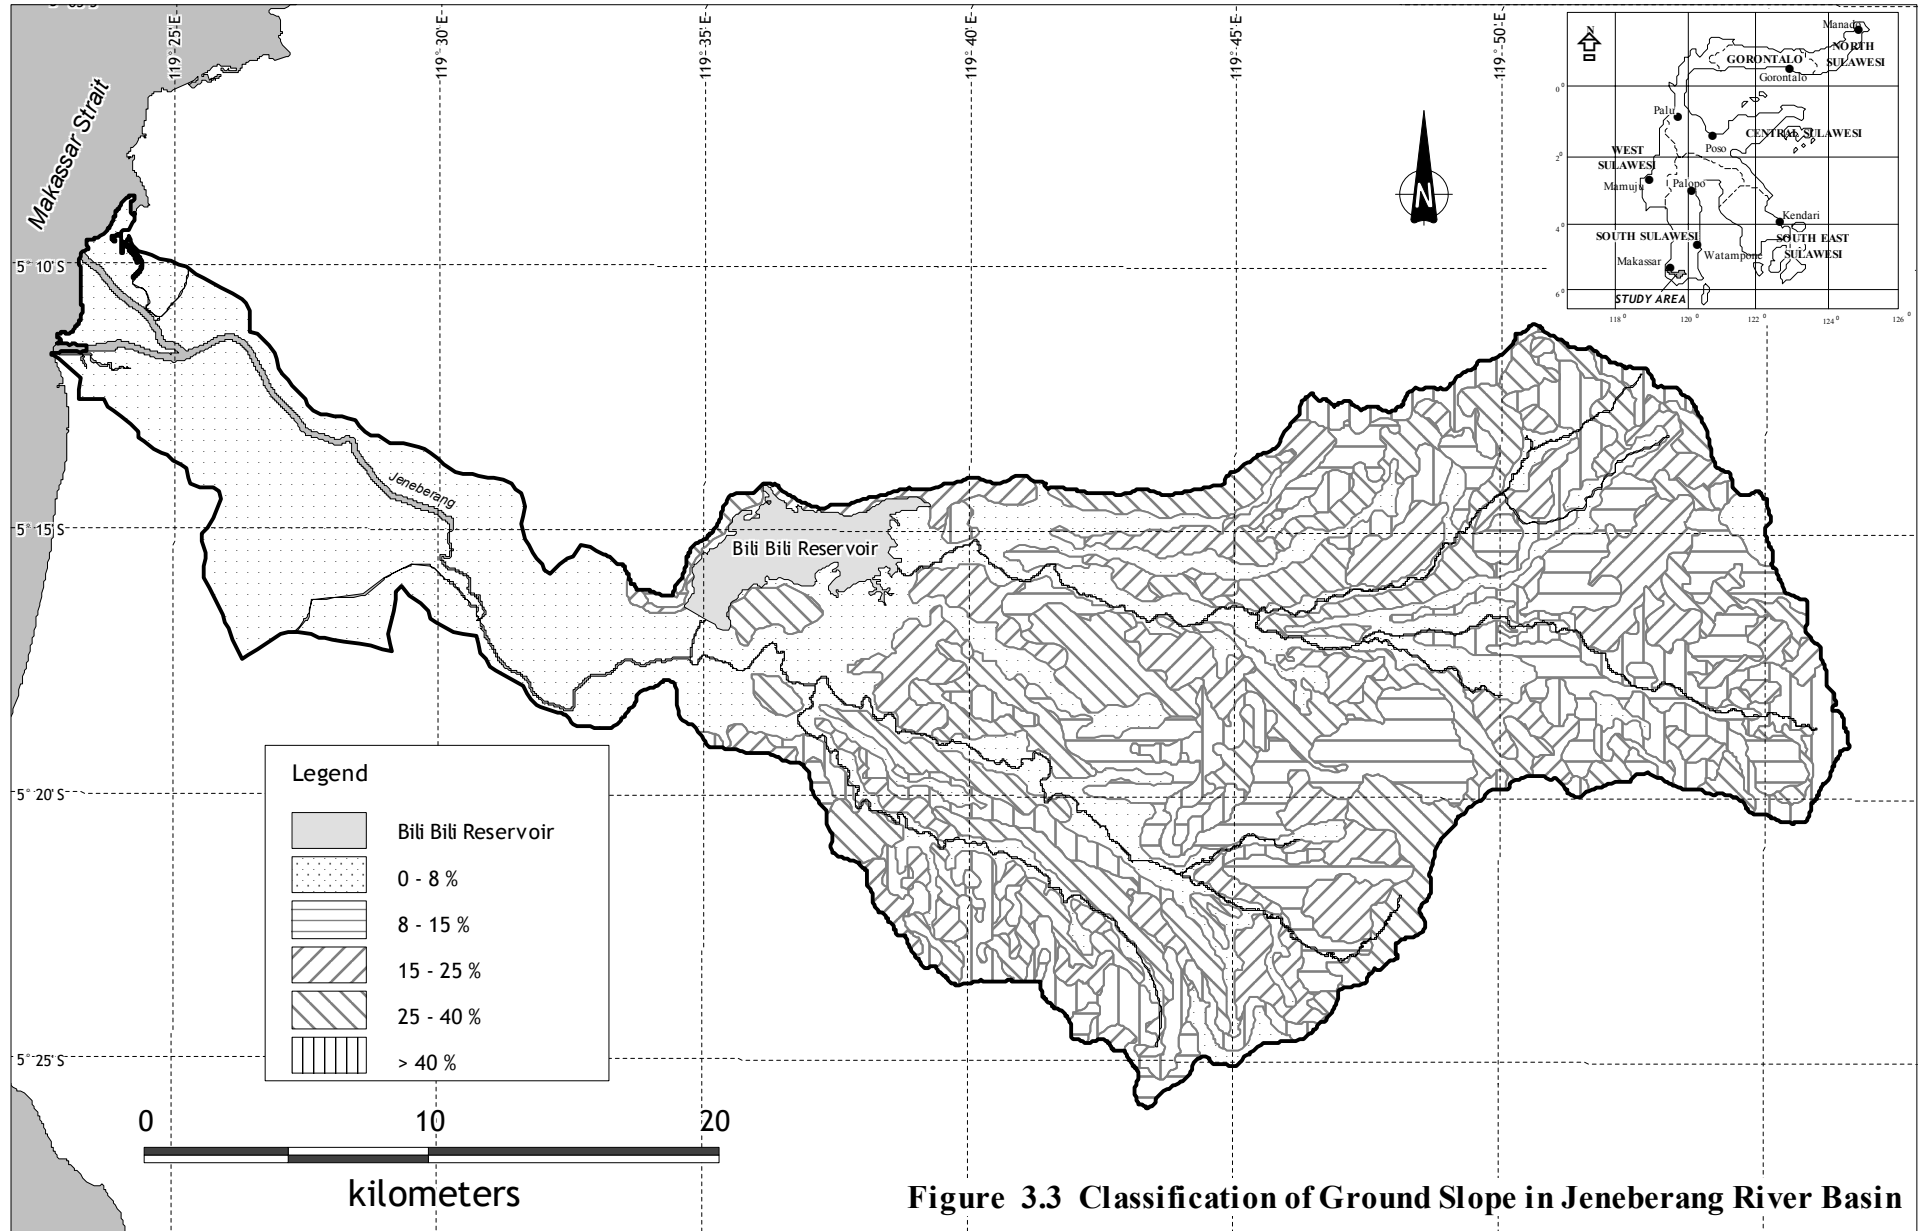 119° 25' E
119° 30' E
119° 35' E
119° 40' E
119° 45' E
119° 50' E
Makassar Strait
5° 10' S
5° 15' S
5° 20' S
5° 25' S
Jeneberang
Bili Bili Reservoir
N
N
Manado
NORTH
SULAWESI
GORONTALO
Gorontalo
Palu
CENTRAL SULAWESI
Poso
WEST
SULAWESI
Mamuju
Palopo
Kendari
SOUTH SULAWESI
SOUTH EAST
SULAWESI
Makassar
Watampone
STUDY AREA
0°
2°
4°
6°
118°
120°
122°
124°
126°
Legend
Bili Bili Reservoir
0 - 8 %
8 - 15 %
15 - 25 %
25 - 40 %
> 40 %
0 10 20
kilometers
Figure 3.3 Classification of Ground Slope in Jeneberang River Basin